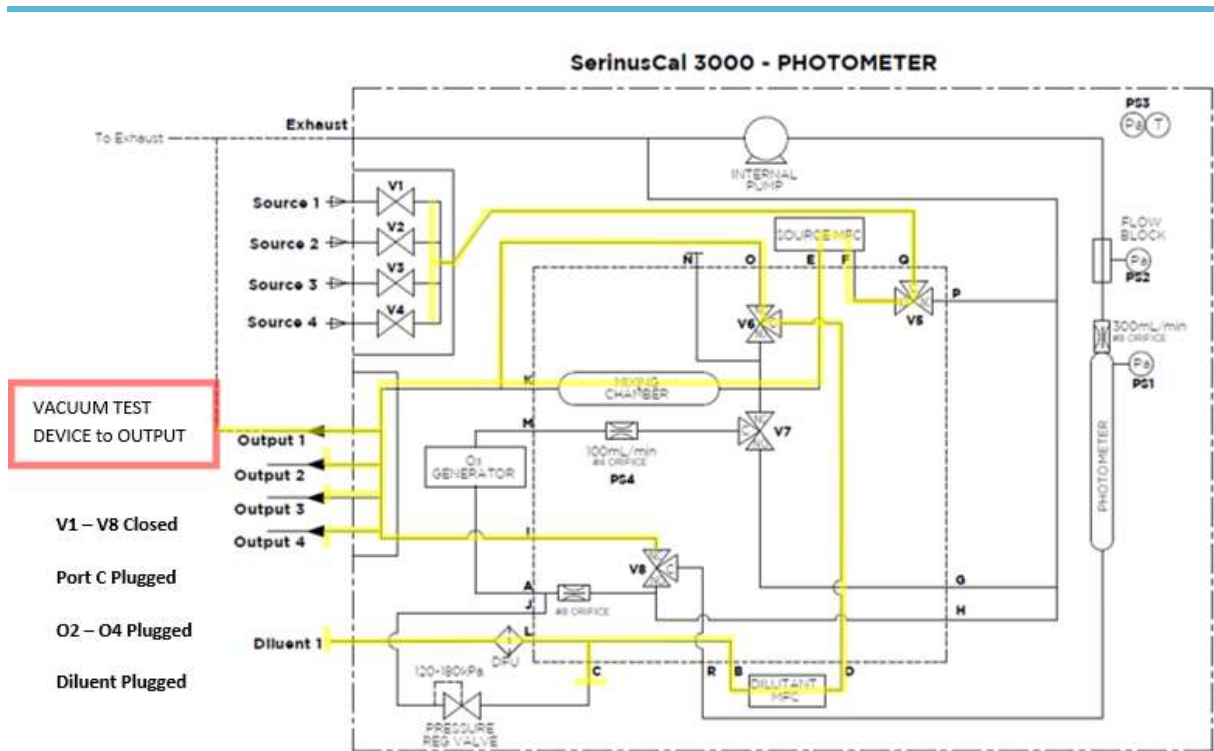 SerinusCal 3000 - PHOTOMETER
PS3
Pa T
To Exhaust
Exhaust
INTERNAL
PUMP
V1
Source 1
V2
Source 2
V3
Source 3
V4
Source 4
SOURCE MFC
FLOW
BLOCK
Pa
PS2
N O E F Q
C
NC
P
V5
V6
C
NC
300mL/min
#8 ORIFICE
Pa
PS1
K
MIXING
CHAMBER
VACUUM TEST
DEVICE to OUTPUT
M
NC
C
V7
Output 1
O3
GENERATOR
100mL/min
#4 ORIFICE
PS4
Output 2
Output 3
Output 4
PHOTOMETER
V1 – V8 Closed
I
V8
C
NC
G
Port C Plugged
A
#8 ORIFICE
J
H
O2 – O4 Plugged
Diluent 1
L
DFU
C
R B D
Diluent Plugged
120-180kPa
DILUTANT
MFC
PRESSURE
REG VALVE